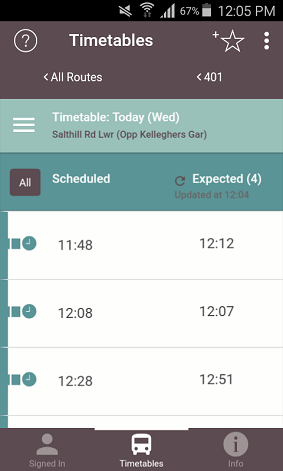 67% 12:05 PM
? Timetables +
< All Routes < 401
Timetable: Today (Wed)
Salthill Rd Lwr (Opp Kelleghers Gar)
All Scheduled Expected (4)
Updated at 12:04
11:48 12:12
12:08 12:07
12:28 12:51
Signed In Timetables Info